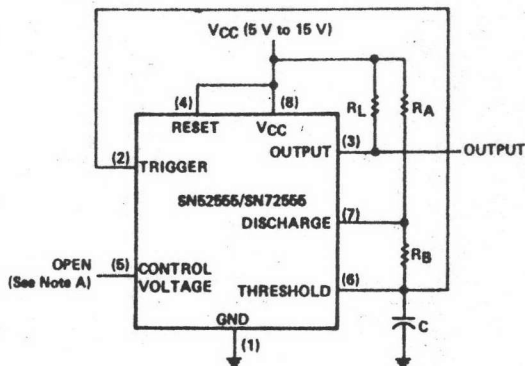 VCC (5 V to 15 V)
(4)
(8)
RESET
VCC
RL
RA
(3)
OUTPUT
OUTPUT
(2)
TRIGGER
SN52555/SN72555
(7)
DISCHARGE
RB
OPEN
(See Note A)
(5)
CONTROL
VOLTAGE
(6)
THRESHOLD
C
GND
(1)